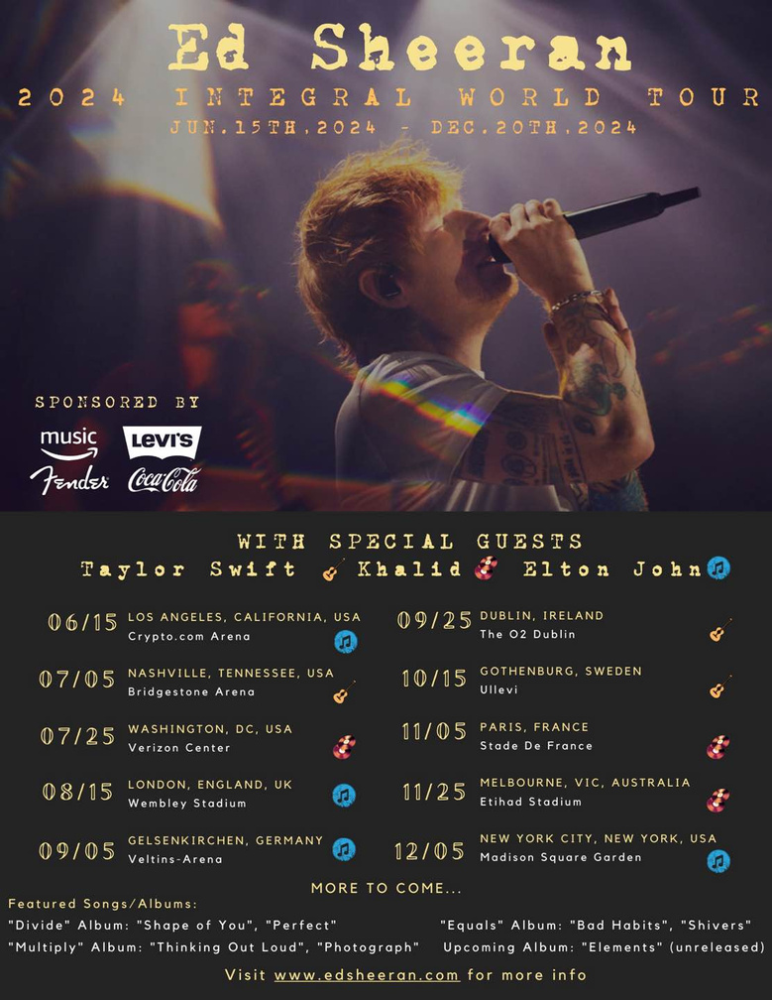 Ed Sheeran
2024 INTEGRAL WORLD TOUR
JUN.15TH,2024 - DEC.20TH,2024
SPONSORED BY
music
LEVI'S
Fender
Coca-Cola
WITH SPECIAL GUESTS
Taylor Swift Khalid Elton John
06/15 LOS ANGELES, CALIFORNIA, USA
Crypto.com Arena
07/05 NASHVILLE, TENNESSEE, USA
Bridgestone Arena
07/25 WASHINGTON, DC, USA
Verizon Center
08/15 LONDON, ENGLAND, UK
Wembley Stadium
09/05 GELSENKIRCHEN, GERMANY
Veltins-Arena
09/25 DUBLIN, IRELAND
The O2 Dublin
10/15 GOTHENBURG, SWEDEN
Ullevi
11/05 PARIS, FRANCE
Stade De France
11/25 MELBOURNE, VIC, AUSTRALIA
Etihad Stadium
12/05 NEW YORK CITY, NEW YORK, USA
Madison Square Garden
MORE TO COME...
Featured Songs/Albums:
"Divide" Album: "Shape of You", "Perfect"
"Multiply" Album: "Thinking Out Loud", "Photograph"
"Equals" Album: "Bad Habits", "Shivers"
Upcoming Album: "Elements" (unreleased)
Visit www.edsheeran.com for more info